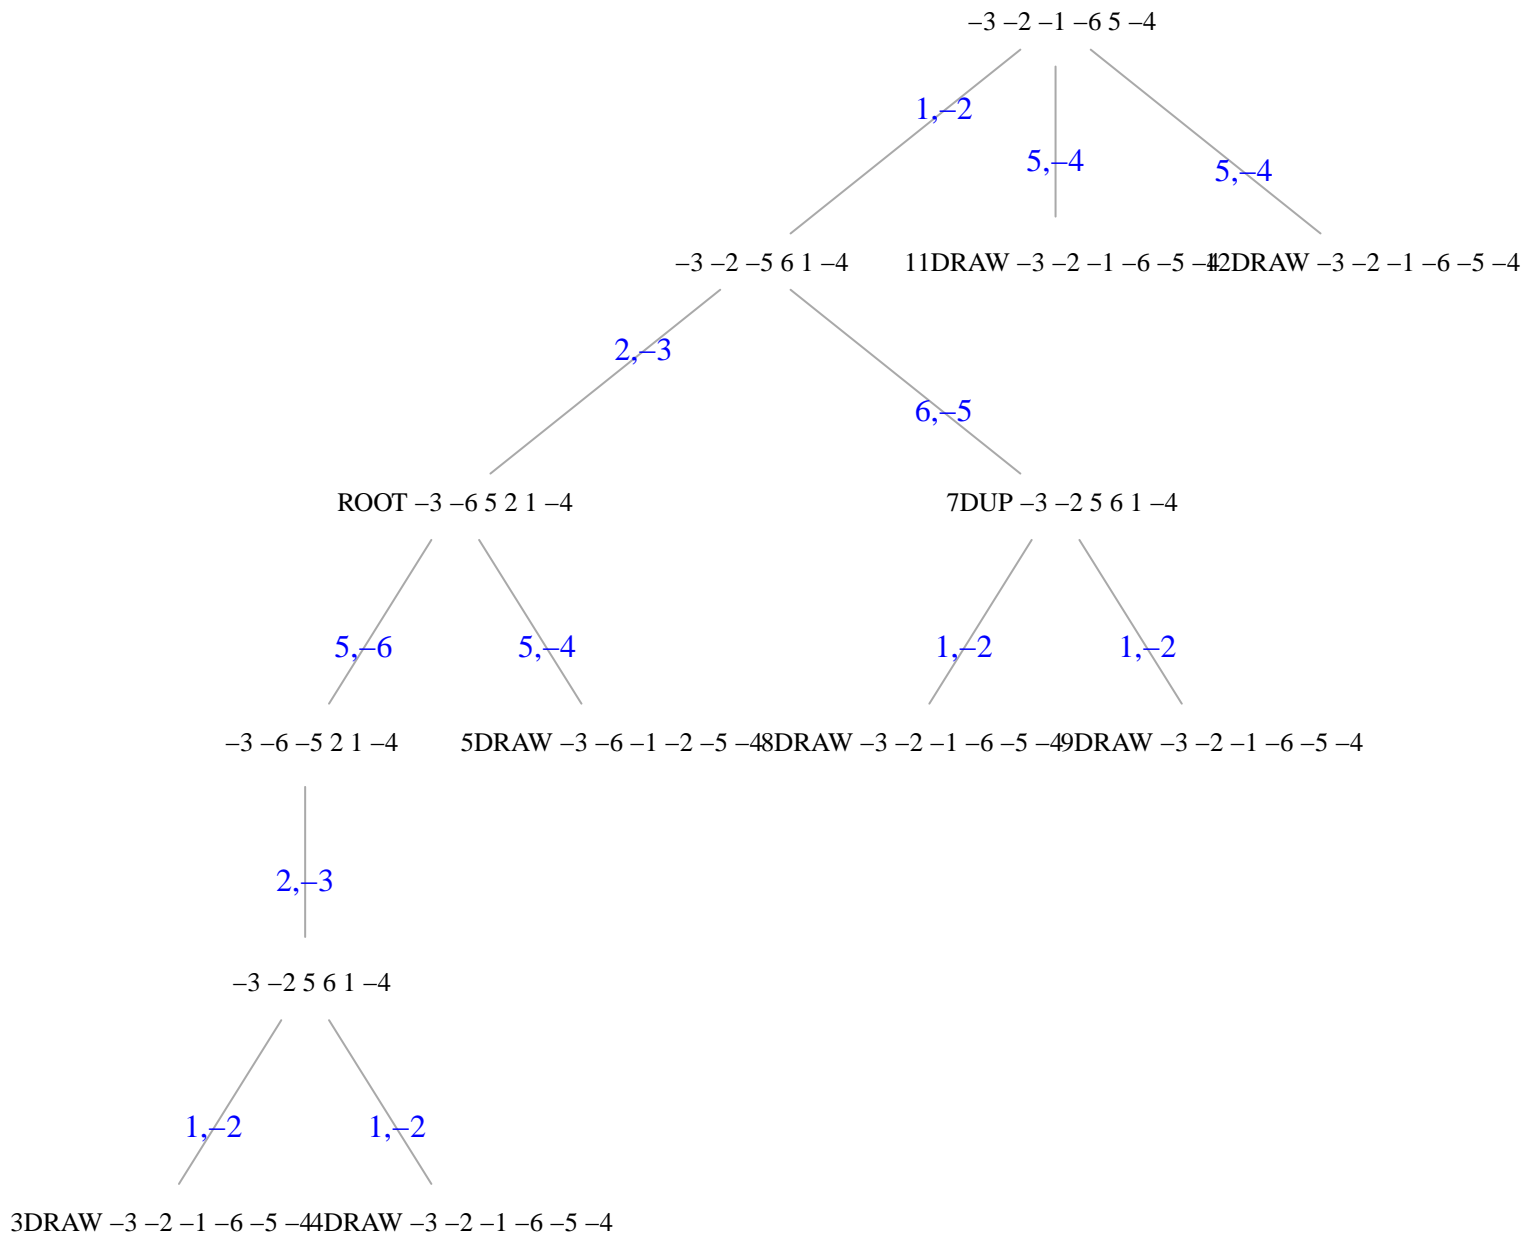 –3 –2 –1 –6 5 –4
1,–2
5,–4
5,–4
–3 –2 –5 6 1 –4 11DRAW –3 –2 –1 –6 –5 –4 12DRAW –3 –2 –1 –6 –5 –4
2,–3
6,–5
ROOT –3 –6 5 2 1 –4 7DUP –3 –2 5 6 1 –4
5,–6 5,–4 1,–2 1,–2
–3 –6 –5 2 1 –4 5DRAW –3 –6 –1 –2 –5 –4 8DRAW –3 –2 –1 –6 –5 –4 9DRAW –3 –2 –1 –6 –5 –4
2,–3
–3 –2 5 6 1 –4
1,–2 1,–2
3DRAW –3 –2 –1 –6 –5 –4 4DRAW –3 –2 –1 –6 –5 –4